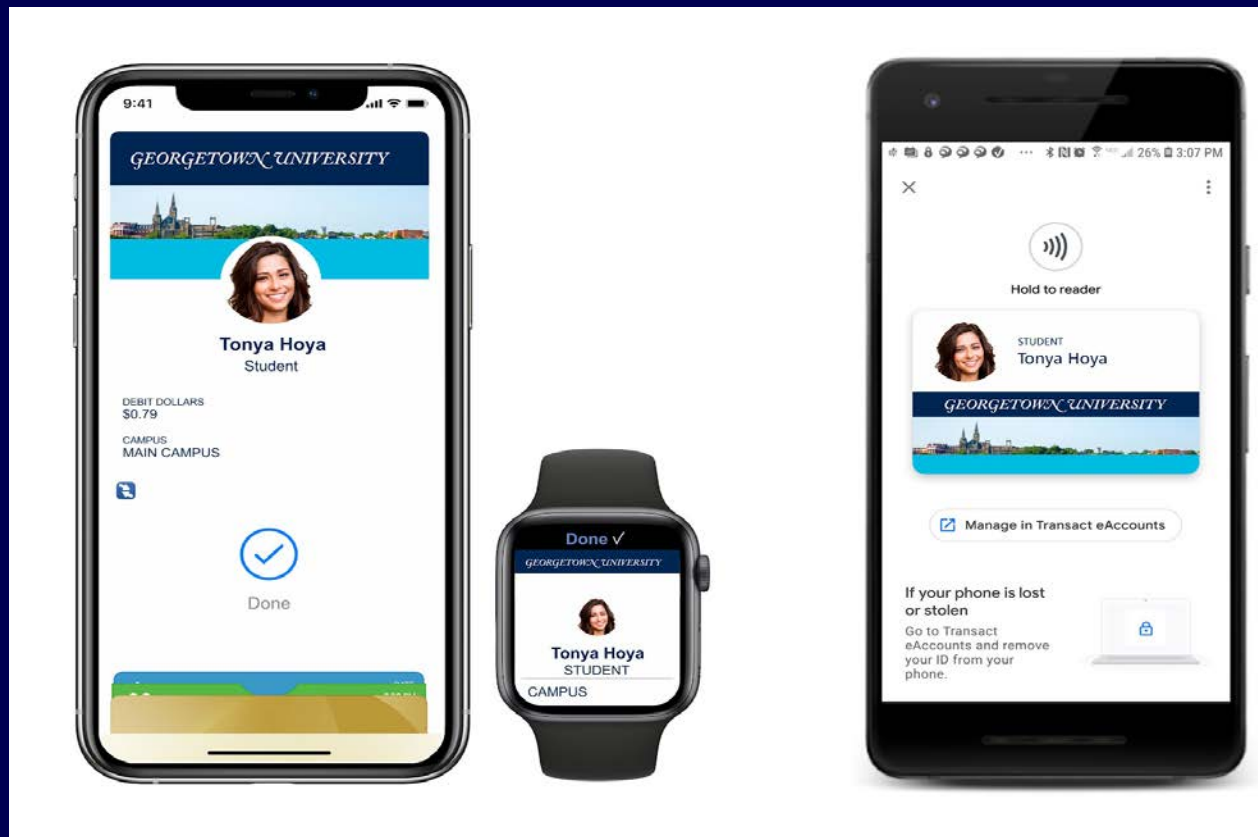 9:41
GEORGETOWN UNIVERSITY
Tonya Hoya
Student
DEBIT DOLLARS
$0.79
CAMPUS
MAIN CAMPUS
Done
Done ✓
GEORGETOWN UNIVERSITY
Tonya Hoya
STUDENT
CAMPUS
26% 3:07 PM
Hold to reader
STUDENT
Tonya Hoya
GEORGETOWN UNIVERSITY
Manage in Transact eAccounts
If your phone is lost
or stolen
Go to Transact
eAccounts and remove
your ID from your
phone.